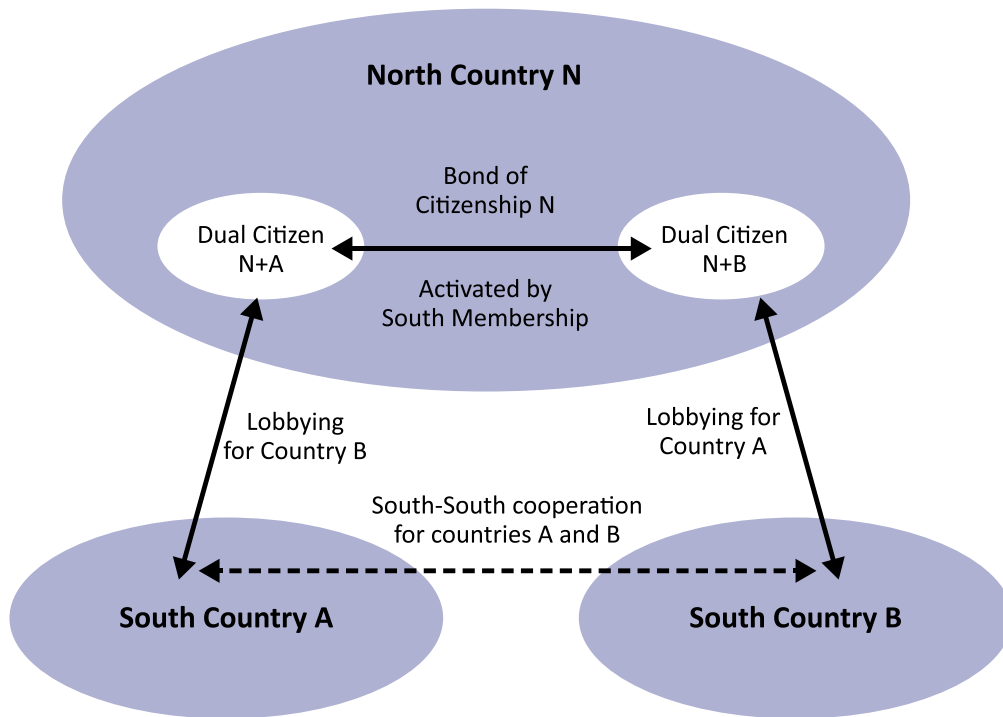 North Country N
Bond of
Citizenship N
Dual Citizen
N+A
Dual Citizen
N+B
Activated by
South Membership
Lobbying
for Country B
Lobbying for
Country A
South-South cooperation
for countries A and B
South Country A
South Country B